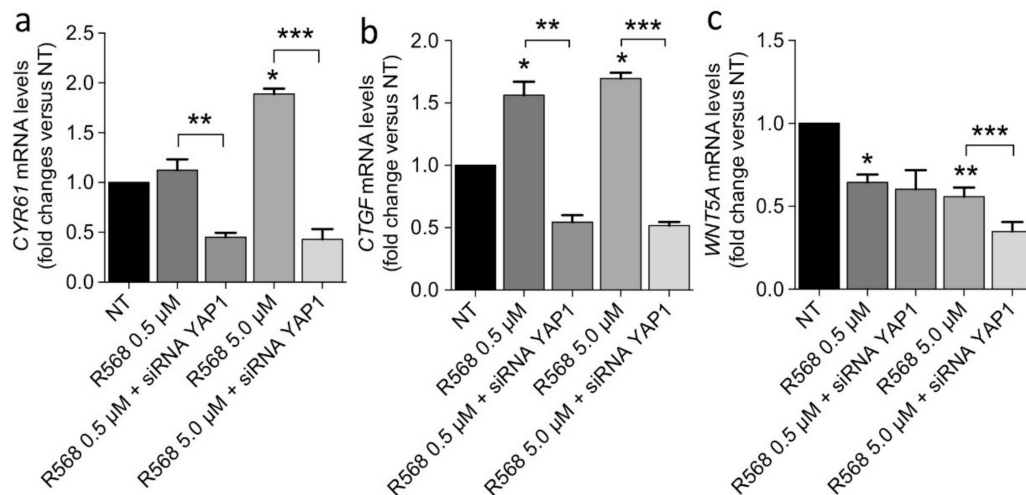 a
CYR61 mRNA levels
(fold changes versus NT)
2.5
2.0
1.5
1.0
0.5
0.0
**
*
***
NT
R568 0.5 µM
R568 0.5 µM + siRNA YAP1
R568 5.0 µM
R568 5.0 µM + siRNA YAP1
b
CTGF mRNA levels
(fold change versus NT)
2.0
1.5
1.0
0.5
0.0
*
**
*
***
NT
R568 0.5 µM
R568 0.5 µM + siRNA YAP1
R568 5.0 µM
R568 5.0 µM + siRNA YAP1
c
WNT5A mRNA levels
(fold change versus NT)
1.5
1.0
0.5
0.0
*
**
***
NT
R568 0.5 µM
R568 0.5 µM + siRNA YAP1
R568 5.0 µM
R568 5.0 µM + siRNA YAP1